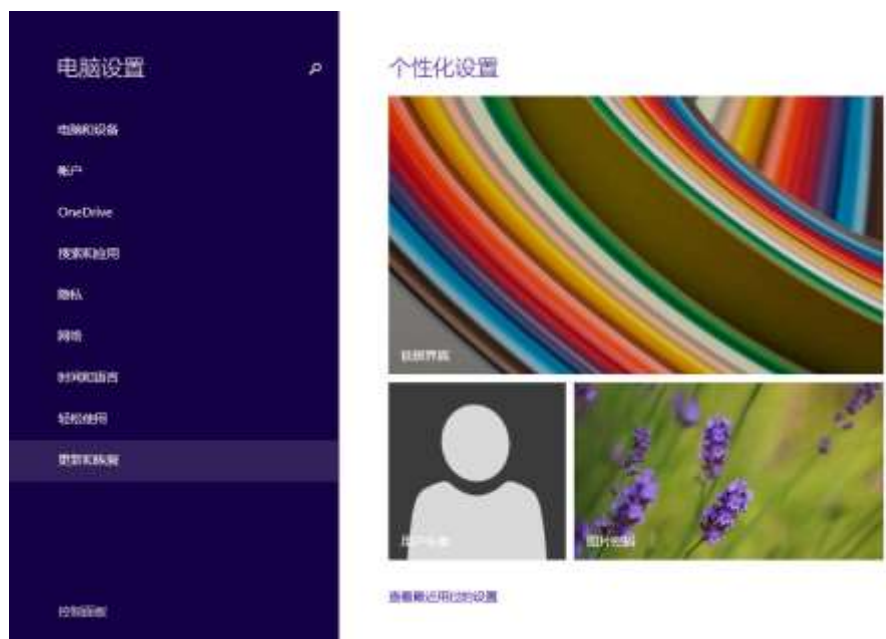 电脑设置
电脑和设备
帐户
OneDrive
搜索和应用
隐私
网络
时间和语言
轻松使用
更新和恢复
控制面板
个性化设置
锁屏界面
用户头像
图片密码
查看最近用过的设置